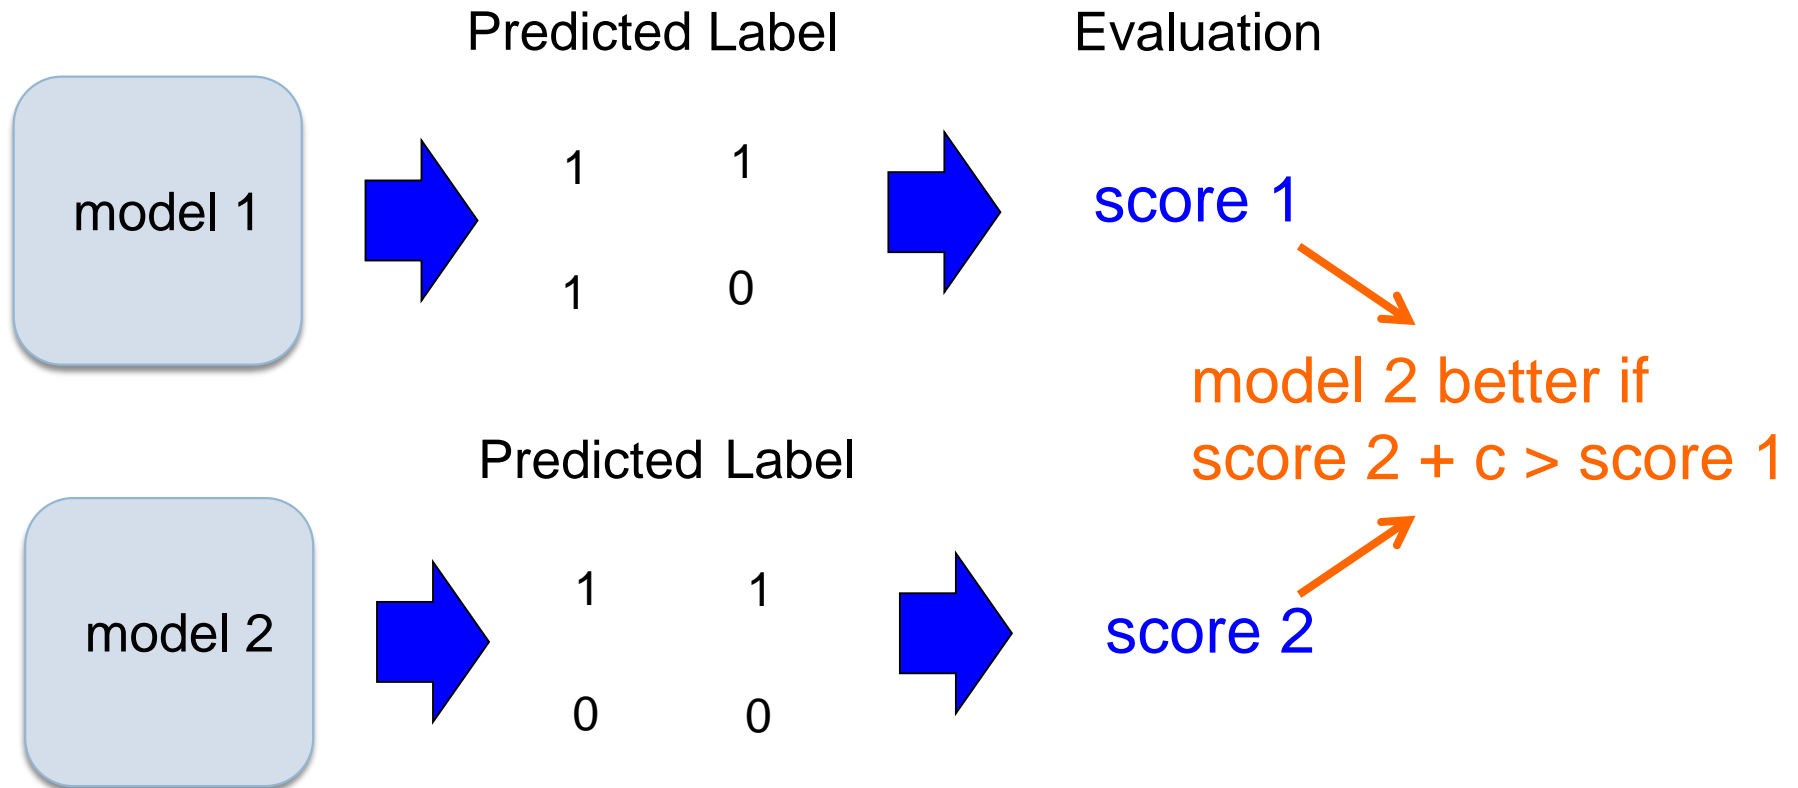 Predicted Label Evaluation
model 1
1 1
1 0
score 1
model 2 better if
score 2 + c > score 1
Predicted Label
model 2
1 1
0 0
score 2